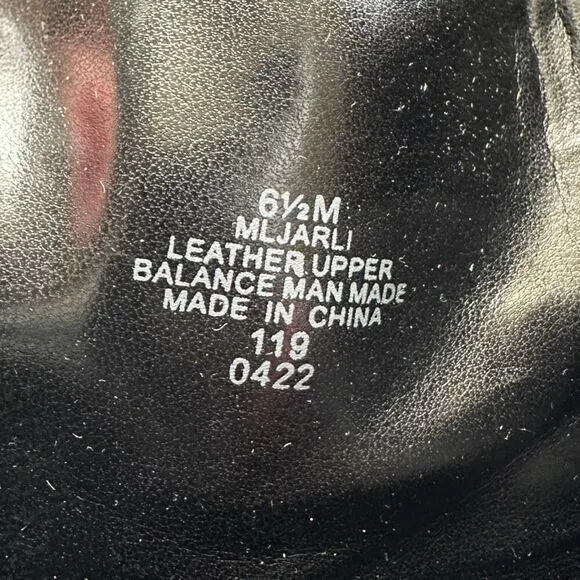 6½M
MLJARLI
LEATHER UPPER
BALANCE MAN MADE
MADE IN CHINA
119
0422